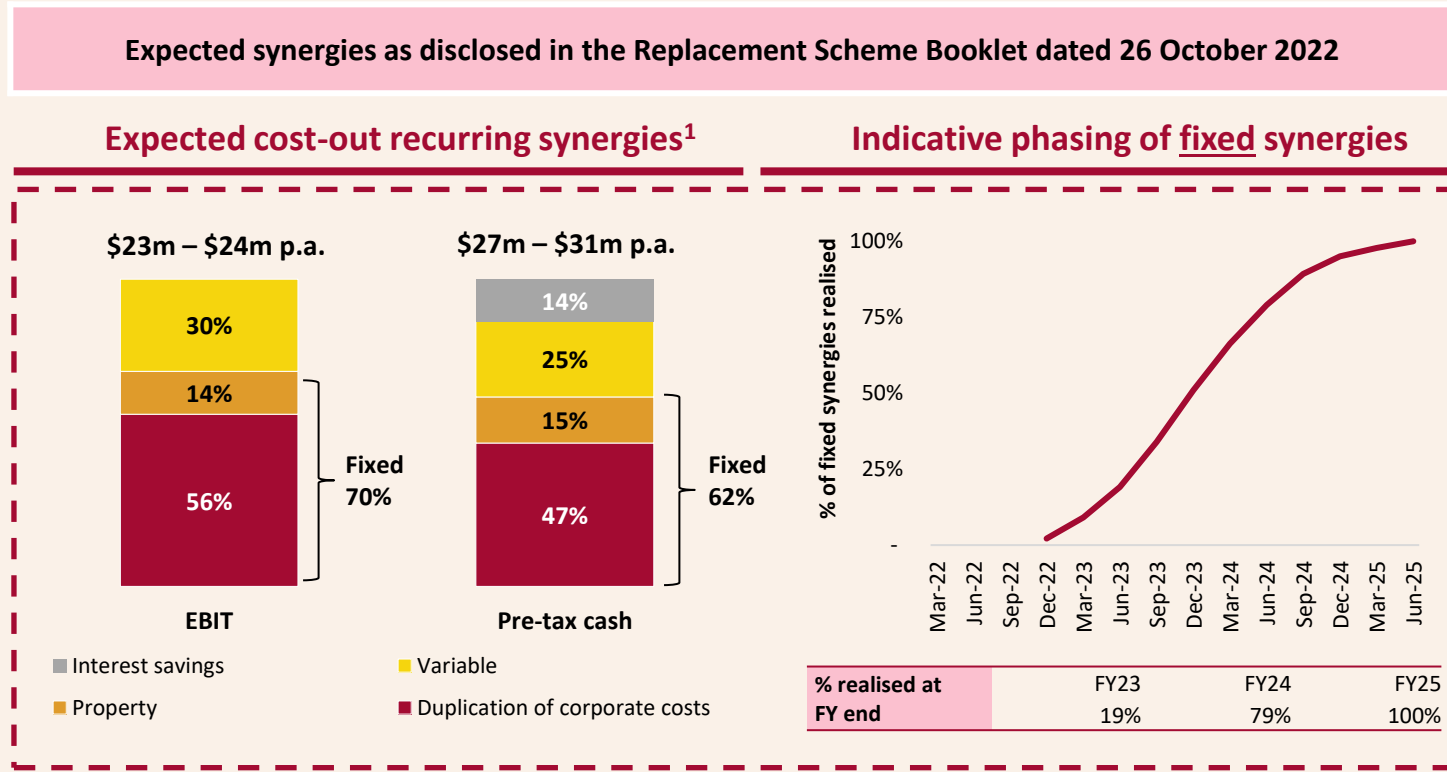 Expected synergies as disclosed in the Replacement Scheme Booklet dated 26 October 2022
Expected cost-out recurring synergies1
$23m – $24m p.a.
$27m – $31m p.a.
30%
14%
56%
Fixed
70%
EBIT
14%
25%
15%
47%
Fixed
62%
Pre-tax cash
Interest savings
Variable
Property
Duplication of corporate costs
Indicative phasing of fixed synergies
% of fixed synergies realised
100%
75%
50%
25%
-
Mar-22
Jun-22
Sep-22
Dec-22
Mar-23
Jun-23
Sep-23
Dec-23
Mar-24
Jun-24
Sep-24
Dec-24
Mar-25
Jun-25
% realised at FY23 FY24 FY25
FY end 19% 79% 100%